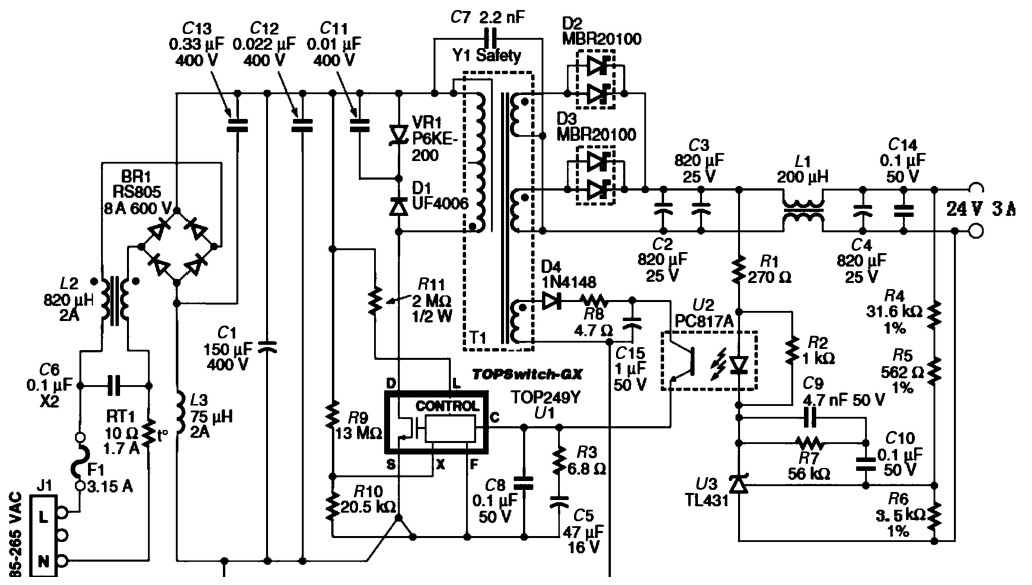 C13
0.33 µF
400 V
C12
0.022 µF
400 V
C11
0.01 µF
400 V
C7 2.2 nF
Y1 Safety
D2
MBR20100
VR1
P6KE-
200
D1
UF4006
D3
MBR20100
C3
820 µF
25 V
L1
200 µH
C14
0.1 µF
50 V
24V 3A
BR1
RS805
8 A 600 V
C2
820 µF
25 V
C4
820 µF
25 V
R1
270 Ω
L2
820 µH
2A
R11
2 MΩ
1/2 W
T1
D4
1N4148
R8
4.7 Ω
C15
1 µF
50 V
U2
PC817A
R2
1 kΩ
R4
31.6 kΩ
1%
R5
562 Ω
1%
C1
150 µF
400 V
C6
0.1 µF
X2
RT1
10 Ω
1.7 A
t°
L3
75 µH
2A
R9
13 MΩ
TOPSwitch-GX
TOP249Y
U1
D
L
CONTROL
C
S
X
F
C9
4.7 nF 50 V
R7
56 kΩ
C10
0.1 µF
50 V
R3
6.8 Ω
F1
3.15 A
R10
20.5 kΩ
C8
0.1 µF
50 V
C5
47 µF
16 V
U3
TL431
R6
3.5 kΩ
1%
J1
L
N
85-265 VAC